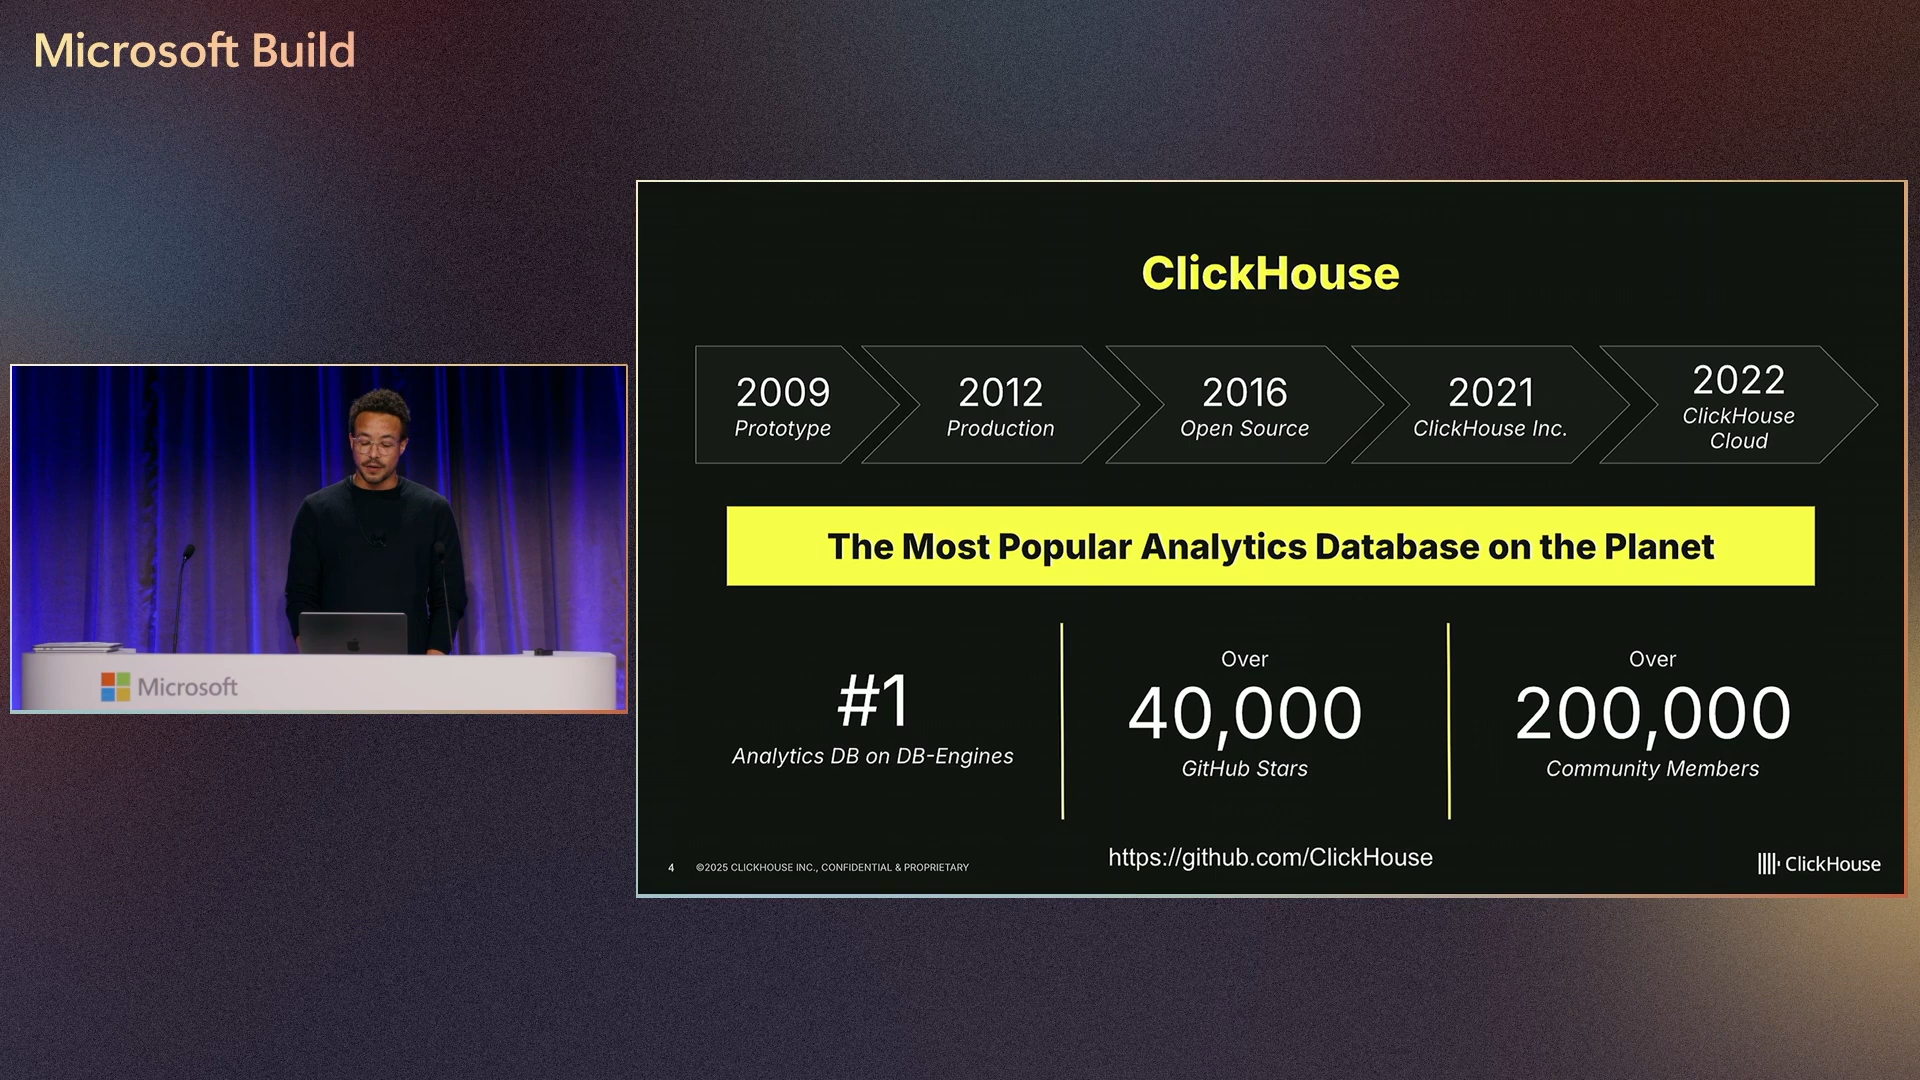 Microsoft Build
Microsoft
ClickHouse
2009
Prototype
2012
Production
2016
Open Source
2021
ClickHouse Inc.
2022
ClickHouse
Cloud
The Most Popular Analytics Database on the Planet
#1
Analytics DB on DB-Engines
Over
40,000
GitHub Stars
Over
200,000
Community Members
4
©2025 CLICKHOUSE INC., CONFIDENTIAL & PROPRIETARY
https://github.com/ClickHouse
ClickHouse